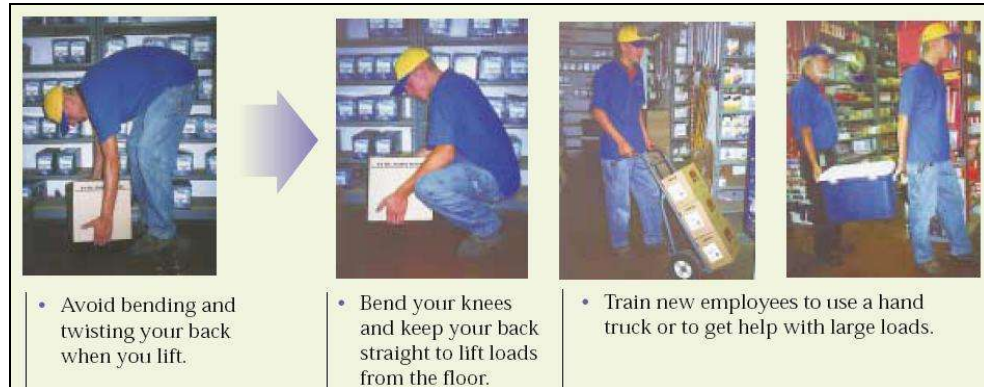 • Avoid bending and
twisting your back
when you lift.
• Bend your knees
and keep your back
straight to lift loads
from the floor.
• Train new employees to use a hand
truck or to get help with large loads.